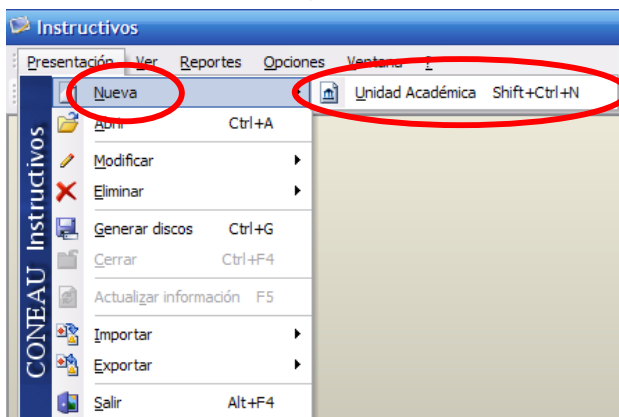 Instructivos
Presentación Ver Reportes Opciones Ventana ?
Nueva
Unidad Académica Shift+Ctrl+N
Abrir Ctrl+A
Modificar
Eliminar
Generar discos Ctrl+G
Cerrar Ctrl+F4
Actualizar información F5
Importar
Exportar
Salir Alt+F4
CONEAU Instructivos